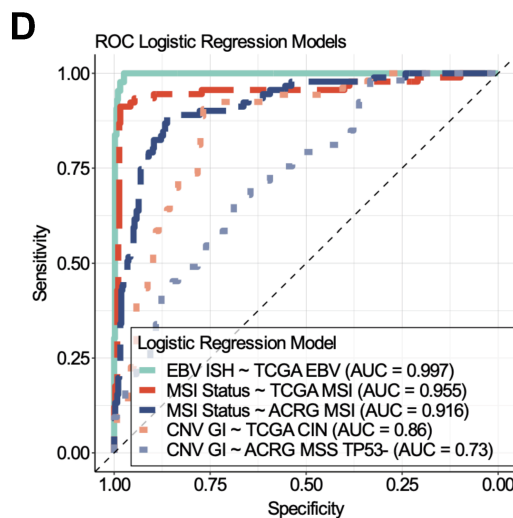 D
ROC Logistic Regression Models
1.00
0.75
0.50
0.25
0.00
Sensitivity
Logistic Regression Model
EBV ISH ~ TCGA EBV (AUC = 0.997)
MSI Status ~ TCGA MSI (AUC = 0.955)
MSI Status ~ ACRG MSI (AUC = 0.916)
CNV GI ~ TCGA CIN (AUC = 0.86)
CNV GI ~ ACRG MSS TP53- (AUC = 0.73)
1.00 0.75 0.50 0.25 0.00
Specificity